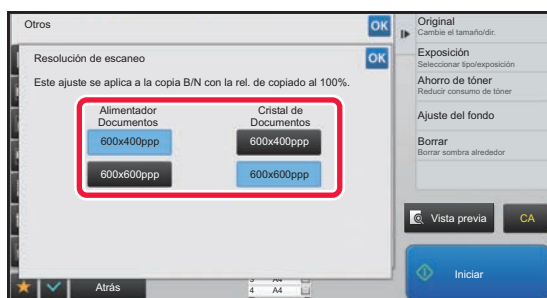 Otros
OK
Resolución de escaneo
OK
Este ajuste se aplica a la copia B/N con la rel. de copiado al 100%.
Alimentador
Documentos
Cristal de
Documentos
600x400ppp
600x400ppp
600x600ppp
600x600ppp
Atrás
4 A4
Original
Cambie el tamaño/dir.
Exposición
Seleccionar tipo/exposición
Ahorro de tóner
Reducir consumo de tóner
Ajuste del fondo
Borrar
Borrar sombra alrededor
Vista previa
CA
Iniciar